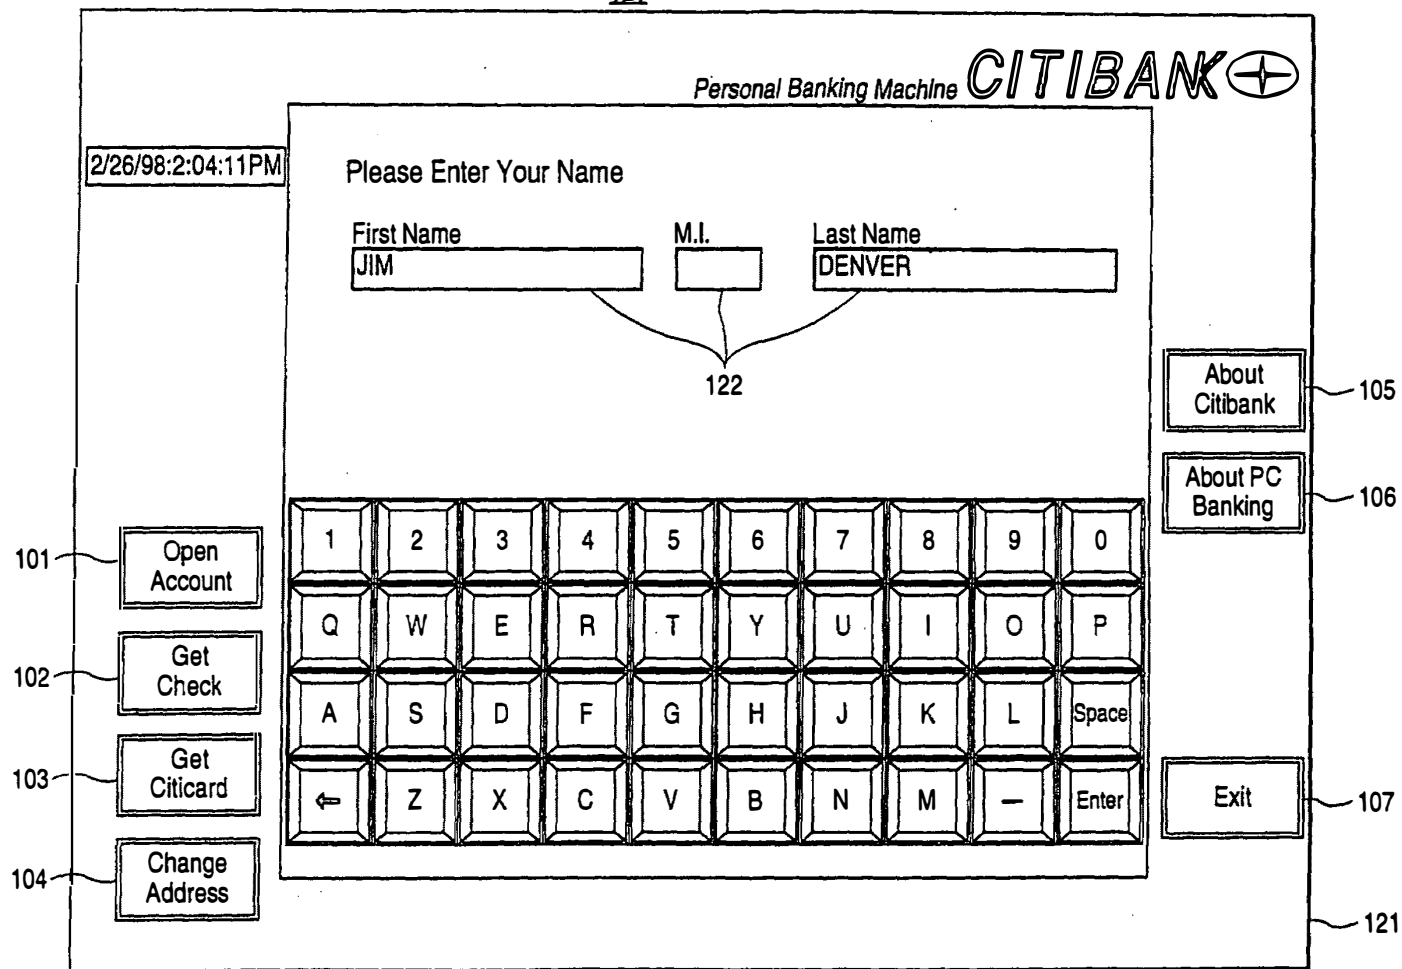 Personal Banking Machine CITIBANK
2/26/98:2:04:11PM
Please Enter Your Name
First Name M.I. Last Name
JIM DENVER
122
About
Citibank
105
About PC
Banking
106
1 2 3 4 5 6 7 8 9 0
101
Open
Account
Q W E R T Y U I O P
102
Get
Check
A S D F G H J K L Space
103
Get
Citicard
← Z X C V B N M — Enter
Exit
107
104
Change
Address
121